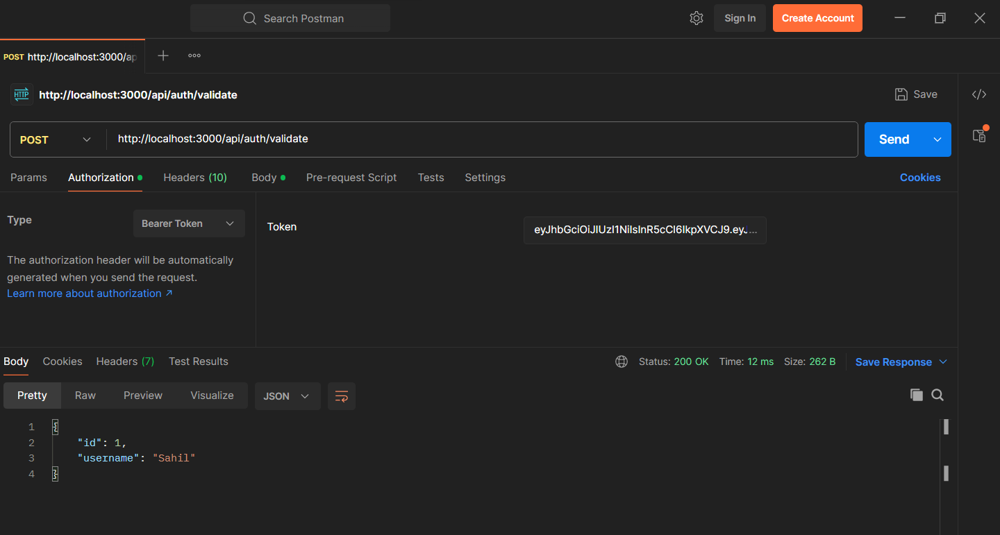 Search Postman
Sign In
Create Account
POST http://localhost:3000/ap
HTTP http://localhost:3000/api/auth/validate
Save
POST
http://localhost:3000/api/auth/validate
Send
Params
Authorization
Headers (10)
Body
Pre-request Script
Tests
Settings
Cookies
Type
Bearer Token
The authorization header will be automatically
generated when you send the request.
Learn more about authorization ↗
Token
eyJhbGciOiJIUzI1NiIsInR5cCI6IkpXVCJ9.eyJ...
Body
Cookies
Headers (7)
Test Results
Status: 200 OK
Time: 12 ms
Size: 262 B
Save Response
Pretty
Raw
Preview
Visualize
JSON
1 {
2 "id": 1,
3 "username": "Sahil"
4 }